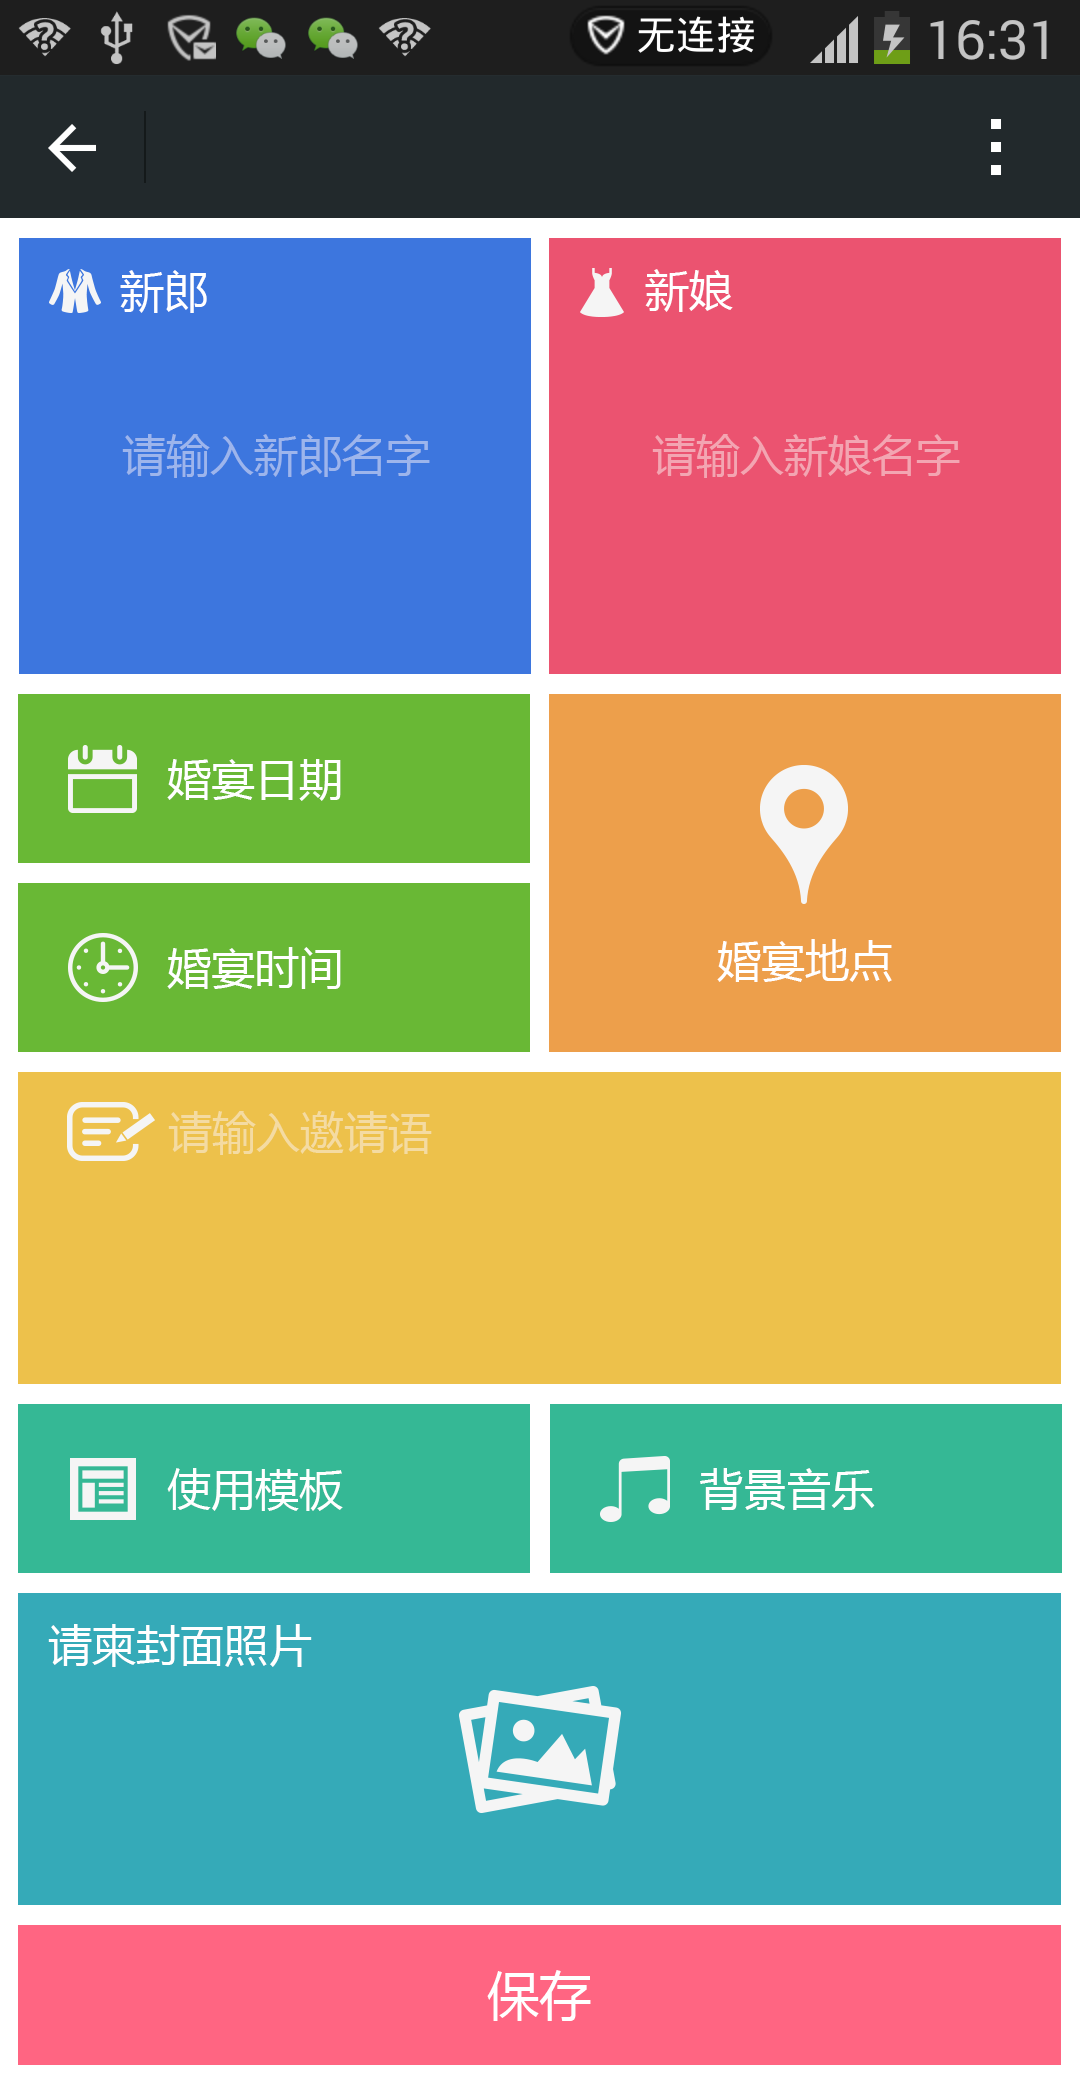 无连接 16:31
新郎
新娘
请输入新郎名字
请输入新娘名字
婚宴日期
婚宴时间
婚宴地点
请输入邀请语
使用模板
背景音乐
请柬封面照片
保存